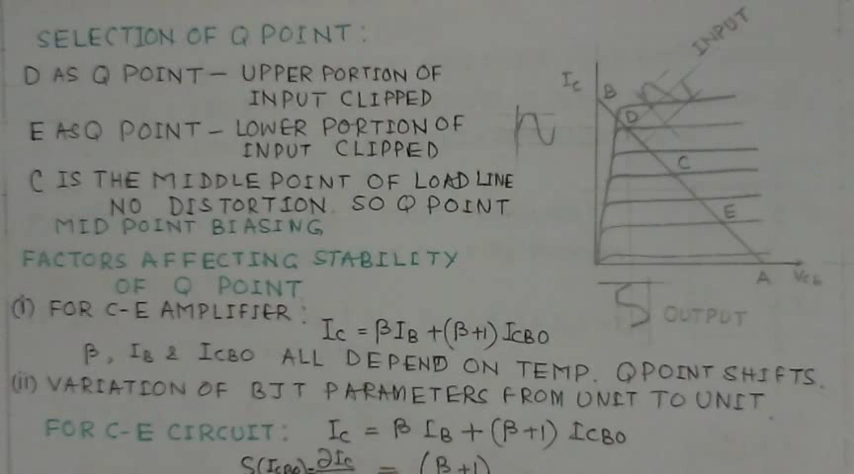 SELECTION OF Q POINT:
D AS Q POINT - UPPER PORTION OF
INPUT CLIPPED
E AS Q POINT - LOWER PORTION OF
INPUT CLIPPED
C IS THE MIDDLE POINT OF LOAD LINE
NO DISTORTION. SO Q POINT
MID POINT BIASING
FACTORS AFFECTING STABILITY
OF Q POINT
(i) FOR C-E AMPLIFIER:
IC = βIB + (β+1) ICBO
β, IB & ICBO ALL DEPEND ON TEMP. Q POINT SHIFTS.
(ii) VARIATION OF BJT PARAMETERS FROM UNIT TO UNIT
FOR C-E CIRCUIT: IC = β IB + (β+1) ICBO
S(ICBO) = ∂IC = (β+1)
IC
B
INPUT
D
C
E
A
VCE
OUTPUT